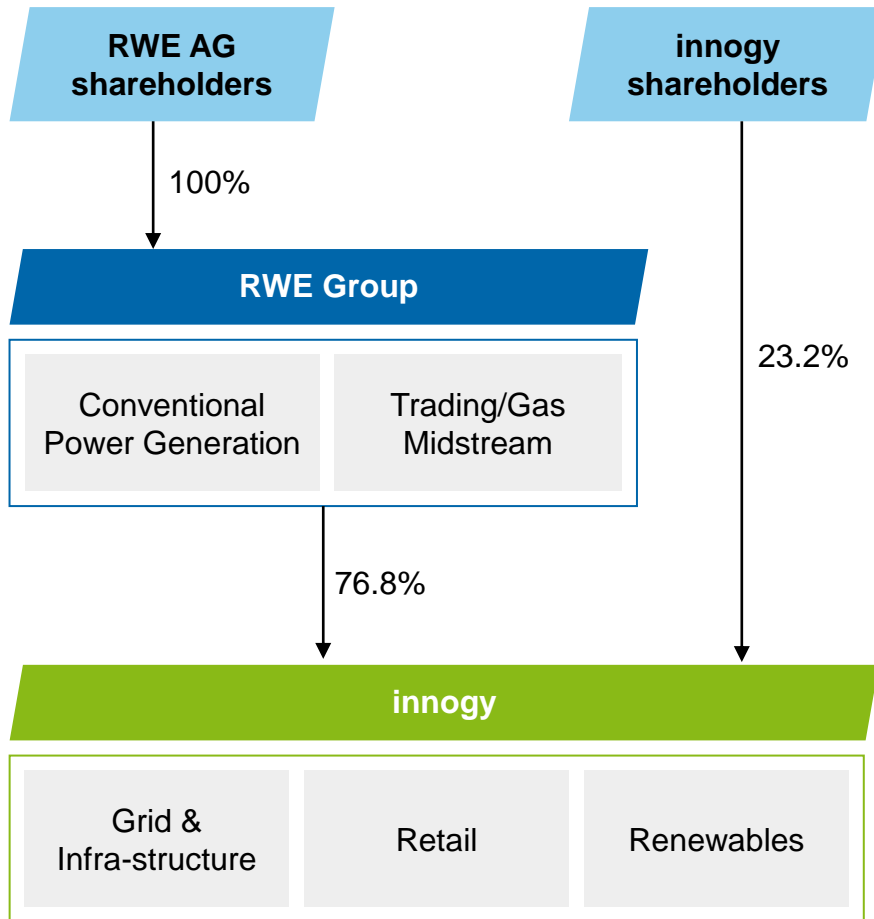 RWE AG
shareholders
innogy
shareholders
100%
RWE Group
23.2%
Conventional
Power Generation
Trading/Gas
Midstream
76.8%
innogy
Grid &
Infra-structure
Retail
Renewables